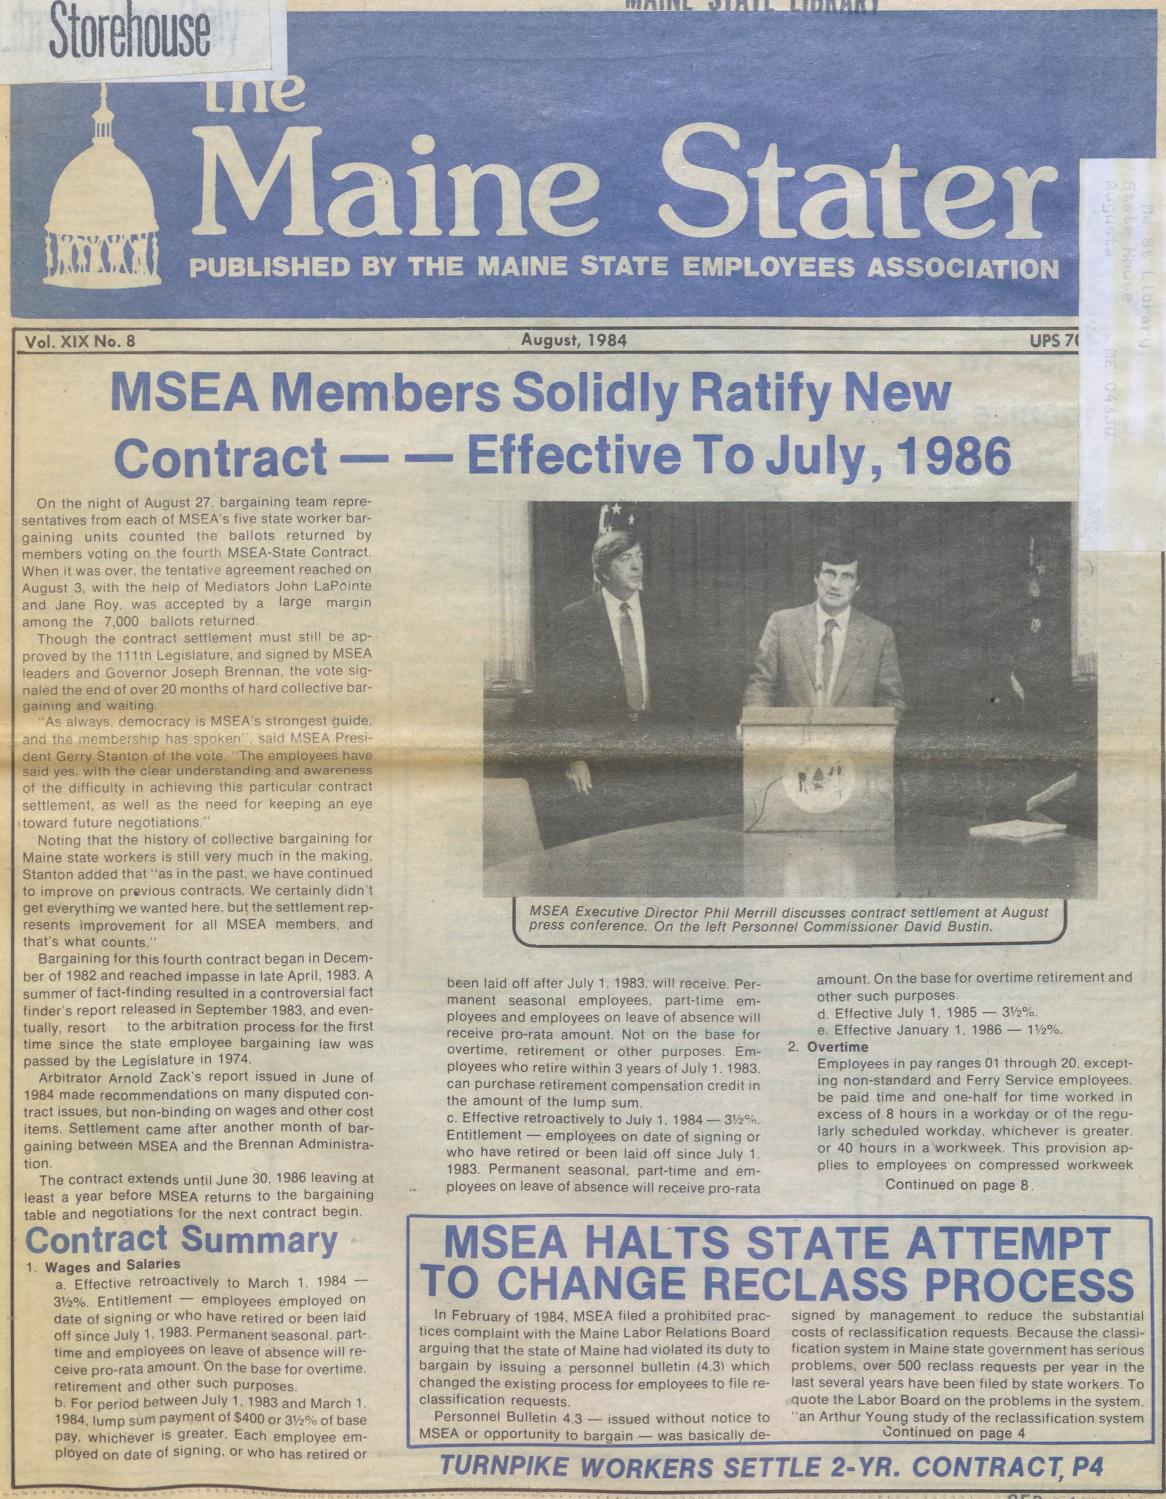 MAINE STATE LIBRARY
Storehouse
the
Maine Stater
PUBLISHED BY THE MAINE STATE EMPLOYEES ASSOCIATION
Me St Library
State House
Augusta ME 04330
Vol. XIX No. 8
August, 1984
UPS 70
MSEA Members Solidly Ratify New
Contract — — Effective To July, 1986
On the night of August 27, bargaining team repre-
sentatives from each of MSEA's five state worker bar-
gaining units counted the ballots returned by
members voting on the fourth MSEA-State Contract.
When it was over, the tentative agreement reached on
August 3, with the help of Mediators John LaPointe
and Jane Roy, was accepted by a large margin
among the 7,000 ballots returned.
Though the contract settlement must still be ap-
proved by the 111th Legislature, and signed by MSEA
leaders and Governor Joseph Brennan, the vote sig-
naled the end of over 20 months of hard collective bar-
gaining and waiting.
"As always, democracy is MSEA's strongest guide,
and the membership has spoken", said MSEA Presi-
dent Gerry Stanton of the vote. "The employees have
said yes, with the clear understanding and awareness
of the difficulty in achieving this particular contract
settlement, as well as the need for keeping an eye
toward future negotiations."
Noting that the history of collective bargaining for
Maine state workers is still very much in the making,
Stanton added that "as in the past, we have continued
to improve on previous contracts. We certainly didn't
get everything we wanted here, but the settlement rep-
resents improvement for all MSEA members, and
that's what counts."
Bargaining for this fourth contract began in Decem-
ber of 1982 and reached impasse in late April, 1983. A
summer of fact-finding resulted in a controversial fact
finder's report released in September 1983, and even-
tually, resort to the arbitration process for the first
time since the state employee bargaining law was
passed by the Legislature in 1974.
Arbitrator Arnold Zack's report issued in June of
1984 made recommendations on many disputed con-
tract issues, but non-binding on wages and other cost
items. Settlement came after another month of bar-
gaining between MSEA and the Brennan Administra-
tion.
The contract extends until June 30, 1986 leaving at
least a year before MSEA returns to the bargaining
table and negotiations for the next contract begin.
MSEA Executive Director Phil Merrill discusses contract settlement at August
press conference. On the left Personnel Commissioner David Bustin.
Contract Summary
1. Wages and Salaries
a. Effective retroactively to March 1, 1984 —
3½%. Entitlement — employees employed on
date of signing or who have retired or been laid
off since July 1, 1983. Permanent seasonal, part-
time and employees on leave of absence will re-
ceive pro-rata amount. On the base for overtime,
retirement and other such purposes.
b. For period between July 1, 1983 and March 1,
1984, lump sum payment of $400 or 3½% of base
pay, whichever is greater. Each employee em-
ployed on date of signing, or who has retired or
been laid off after July 1, 1983, will receive. Per-
manent seasonal employees, part-time em-
ployees and employees on leave of absence will
receive pro-rata amount. Not on the base for
overtime, retirement or other purposes. Em-
ployees who retire within 3 years of July 1, 1983,
can purchase retirement compensation credit in
the amount of the lump sum.
c. Effective retroactively to July 1, 1984 — 3½%.
Entitlement — employees on date of signing or
who have retired or been laid off since July 1,
1983. Permanent seasonal, part-time and em-
ployees on leave of absence will receive pro-rata
amount. On the base for overtime retirement and
other such purposes.
d. Effective July 1, 1985 — 3½%.
e. Effective January 1, 1986 — 1½%.
2. Overtime
Employees in pay ranges 01 through 20, except-
ing non-standard and Ferry Service employees,
be paid time and one-half for time worked in
excess of 8 hours in a workday or of the regu-
larly scheduled workday, whichever is greater,
or 40 hours in a workweek. This provision ap-
plies to employees on compressed workweek
Continued on page 8.
MSEA HALTS STATE ATTEMPT
TO CHANGE RECLASS PROCESS
In February of 1984, MSEA filed a prohibited prac-
tices complaint with the Maine Labor Relations Board
arguing that the state of Maine had violated its duty to
bargain by issuing a personnel bulletin (4.3) which
changed the existing process for employees to file re-
classification requests.
Personnel Bulletin 4.3 — issued without notice to
MSEA or opportunity to bargain — was basically de-
signed by management to reduce the substantial
costs of reclassification requests. Because the classi-
fication system in Maine state government has serious
problems, over 500 reclass requests per year in the
last several years have been filed by state workers. To
quote the Labor Board on the problems in the system,
"an Arthur Young study of the reclassification system
Continued on page 4
TURNPIKE WORKERS SETTLE 2-YR. CONTRACT, P4